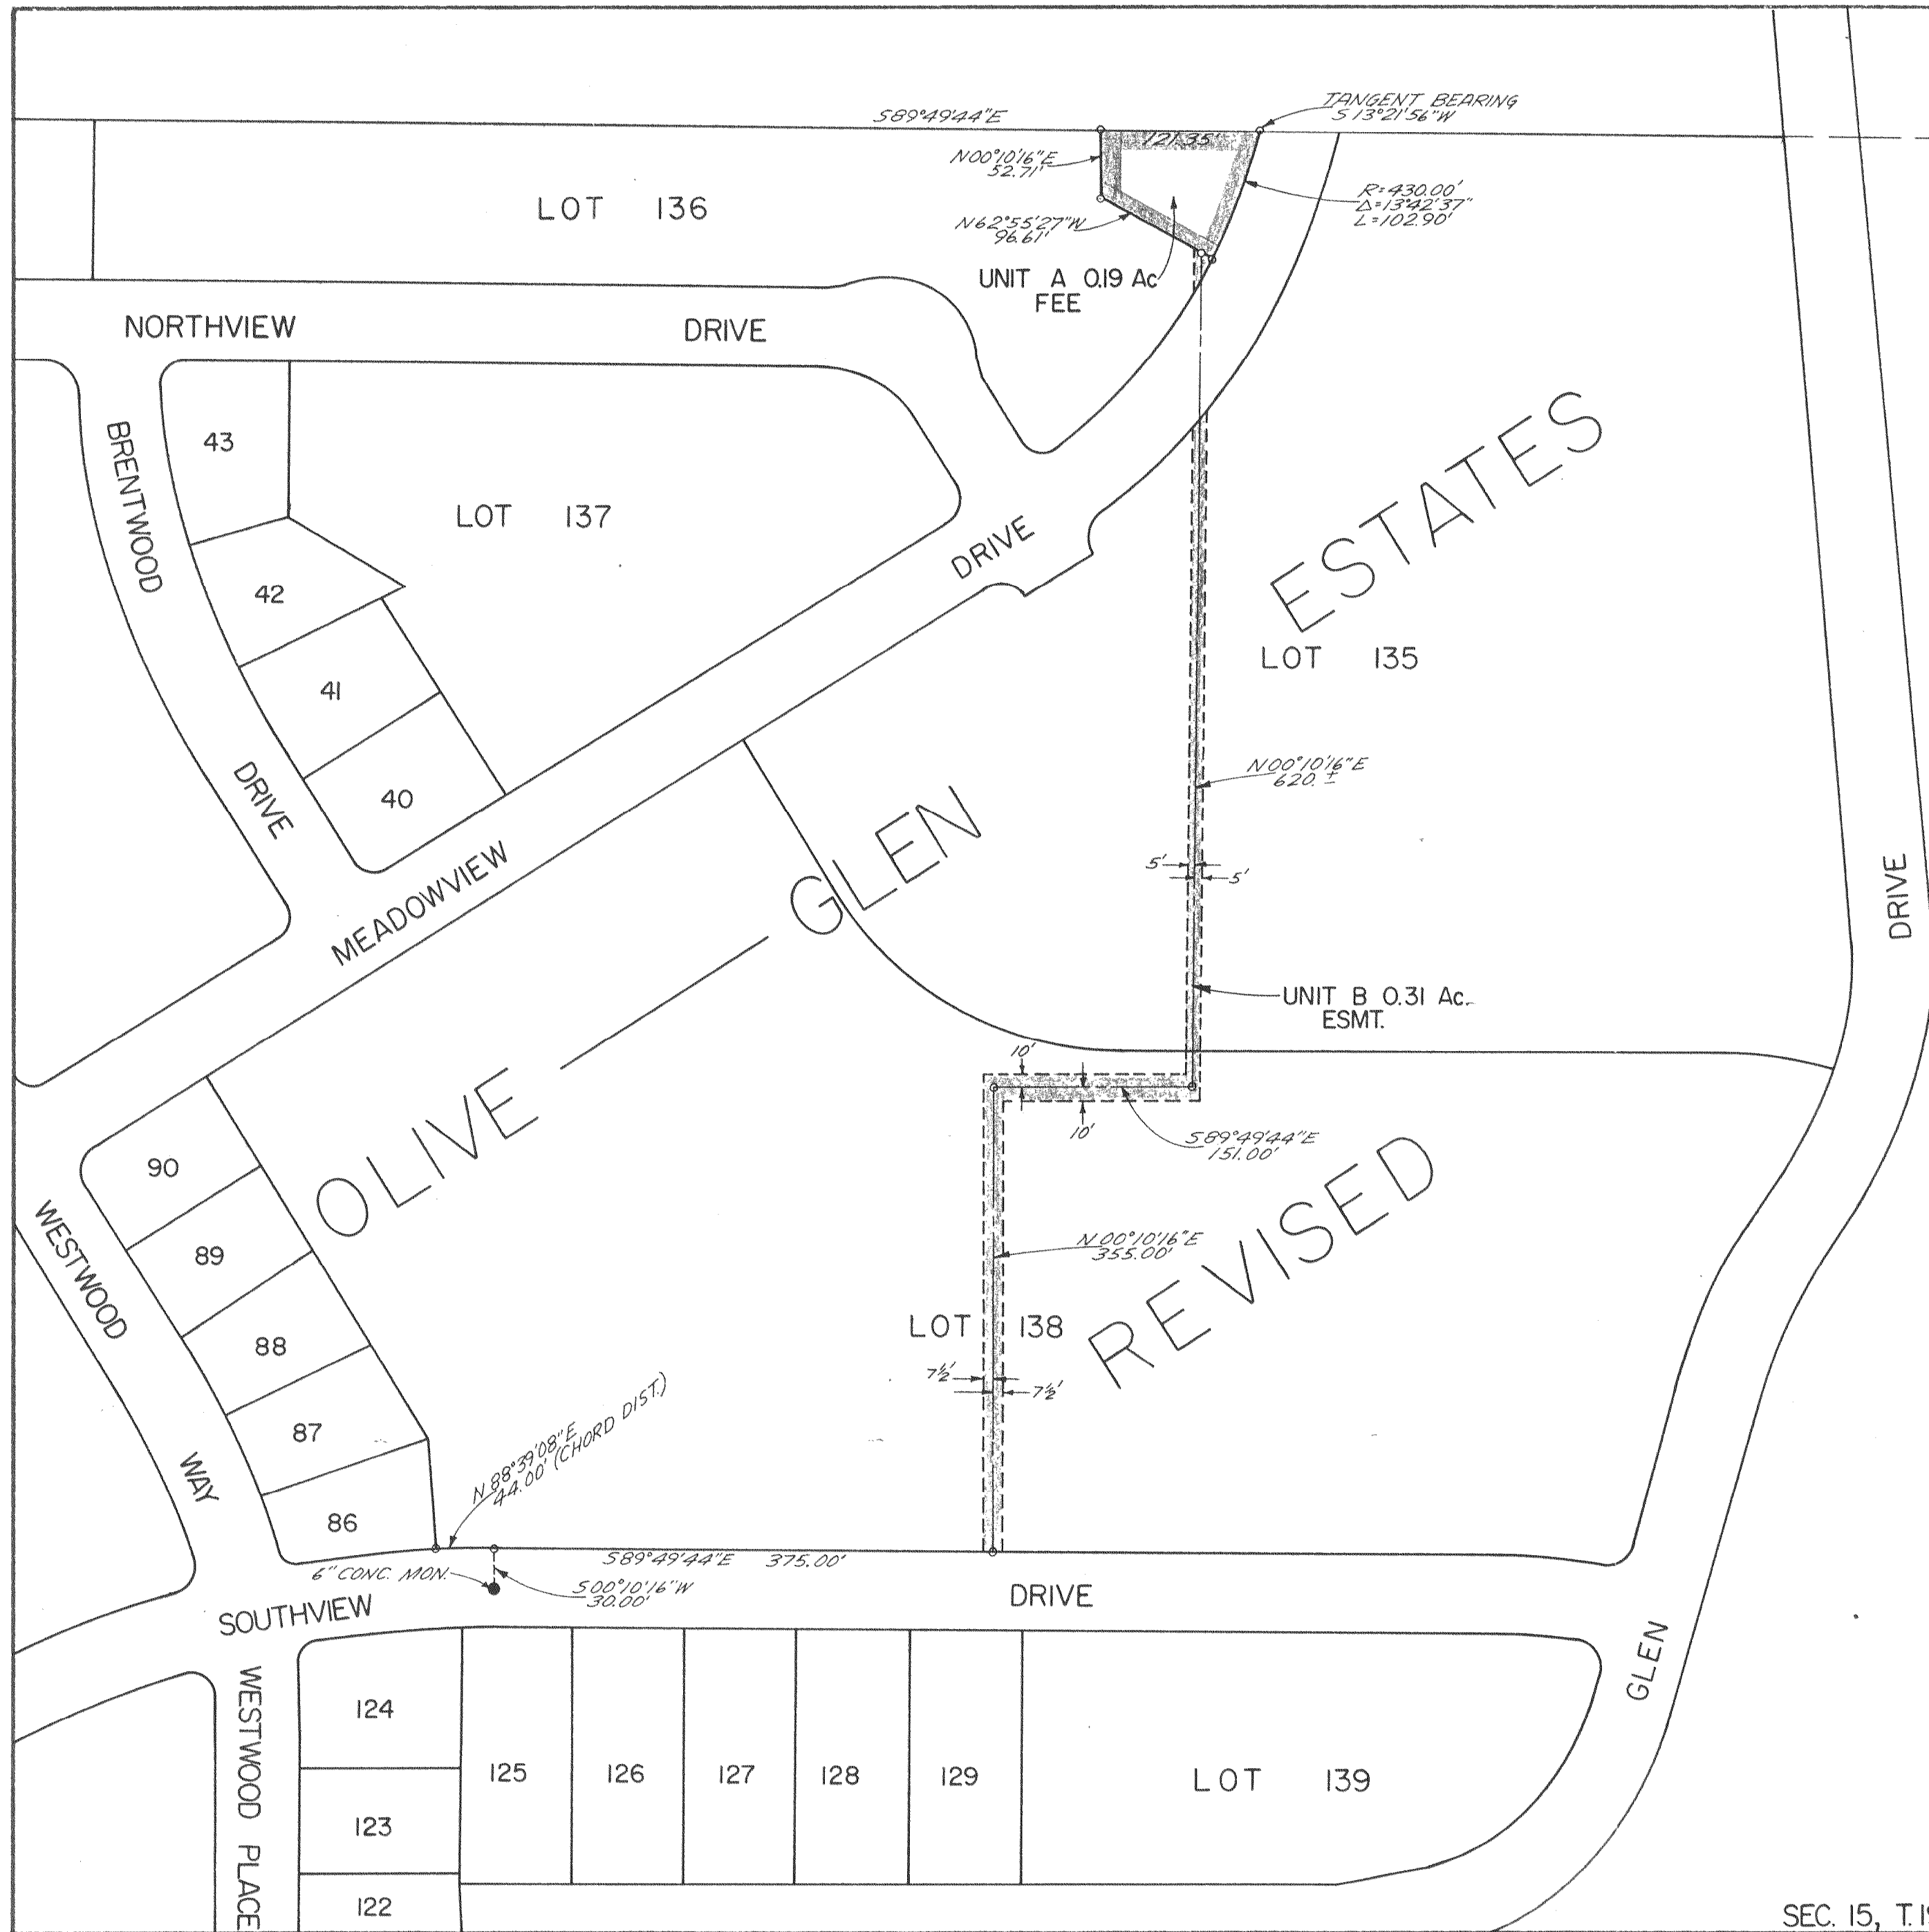 S89°49'44"E
TANGENT BEARING
S 13°21'56"W
121.35'
N00°10'16"E
52.71'
R=430.00'
Δ=13°42'37"
L=102.90'
LOT 136
N62°55'27"W
96.61'
UNIT A 0.19 Ac
FEE
NORTHVIEW DRIVE
BRENTWOOD DRIVE
43
LOT 137
42
41
40
MEADOWVIEW DRIVE
OLIVE — GLEN ESTATES
LOT 135
N00°10'16"E
620.±
5'
5'
DRIVE
UNIT B 0.31 Ac.
ESMT.
10'
10'
S89°49'44"E
151.00'
REVISED
90
89
88
87
86
WESTWOOD WAY
N00°10'16"E
355.00'
LOT 138
7½'
7½'
N88°39'08"E
44.00' (CHORD DIST.)
S89°49'44"E 375.00'
6" CONC. MON.
S00°10'16"W
30.00'
SOUTHVIEW DRIVE
GLEN
WESTWOOD PLACE
124
123
122
125
126
127
128
129
LOT 139
SEC. 15,